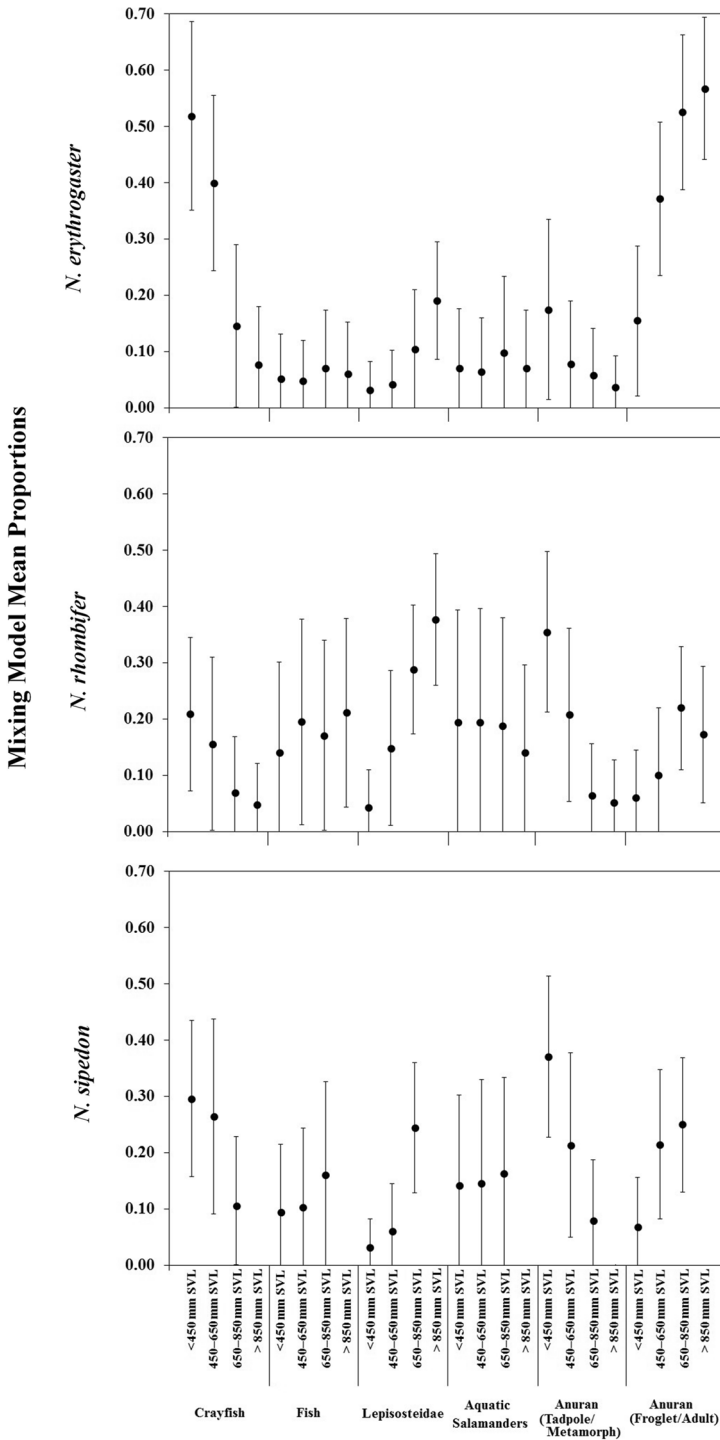 Mixing Model Mean Proportions
N. erythrogaster
0.70
0.60
0.50
0.40
0.30
0.20
0.10
0.00
N. rhombifer
0.70
0.60
0.50
0.40
0.30
0.20
0.10
0.00
N. sipedon
0.70
0.60
0.50
0.40
0.30
0.20
0.10
0.00
<450 mm SVL
450–650 mm SVL
650–850 mm SVL
> 850 mm SVL
<450 mm SVL
450–650 mm SVL
650–850 mm SVL
> 850 mm SVL
<450 mm SVL
450–650 mm SVL
650–850 mm SVL
> 850 mm SVL
<450 mm SVL
450–650 mm SVL
650–850 mm SVL
> 850 mm SVL
<450 mm SVL
450–650 mm SVL
650–850 mm SVL
> 850 mm SVL
<450 mm SVL
450–650 mm SVL
650–850 mm SVL
> 850 mm SVL
Crayfish
Fish
Lepisosteidae
Aquatic
Salamanders
Anuran
(Tadpole/
Metamorph)
Anuran
(Froglet/Adult)